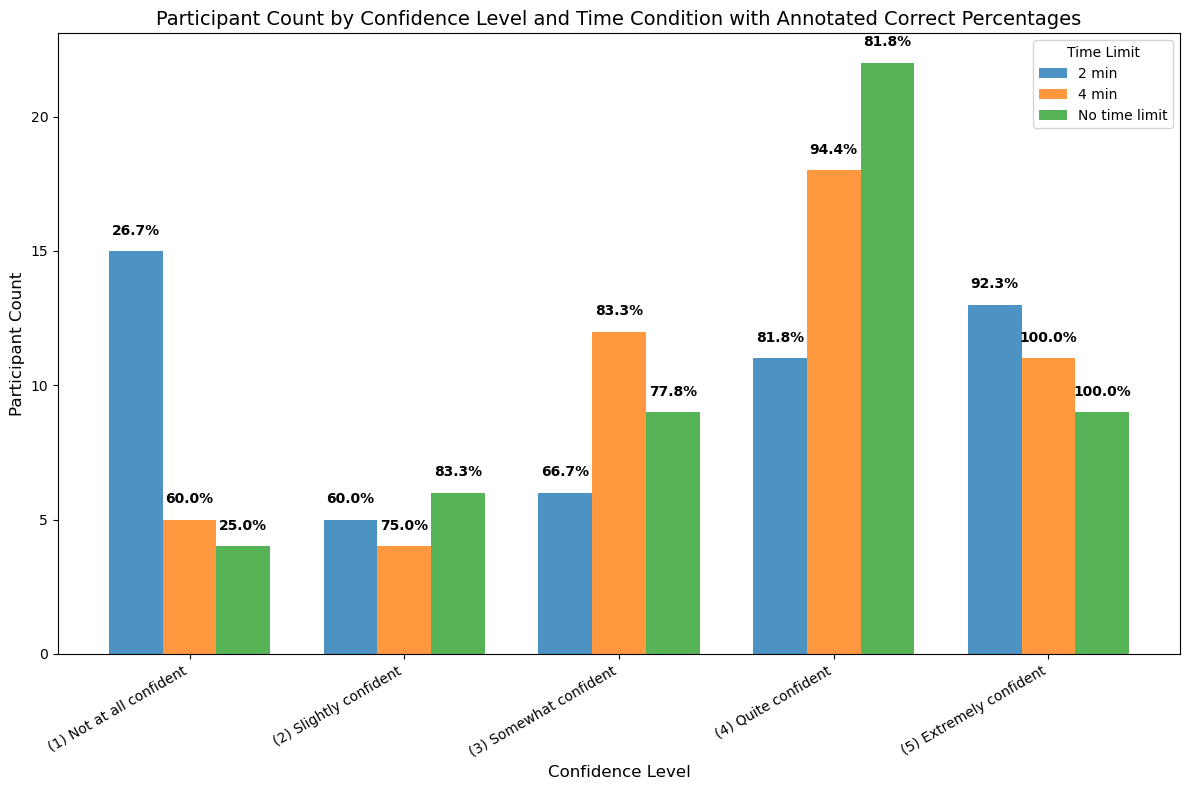 Participant Count by Confidence Level and Time Condition with Annotated Correct Percentages
Time Limit
2 min
4 min
No time limit
Participant Count
20
15
10
5
0
26.7%
60.0%
25.0%
60.0%
75.0%
83.3%
66.7%
83.3%
77.8%
81.8%
94.4%
81.8%
92.3%
100.0%
100.0%
(1) Not at all confident
(2) Slightly confident
(3) Somewhat confident
(4) Quite confident
(5) Extremely confident
Confidence Level